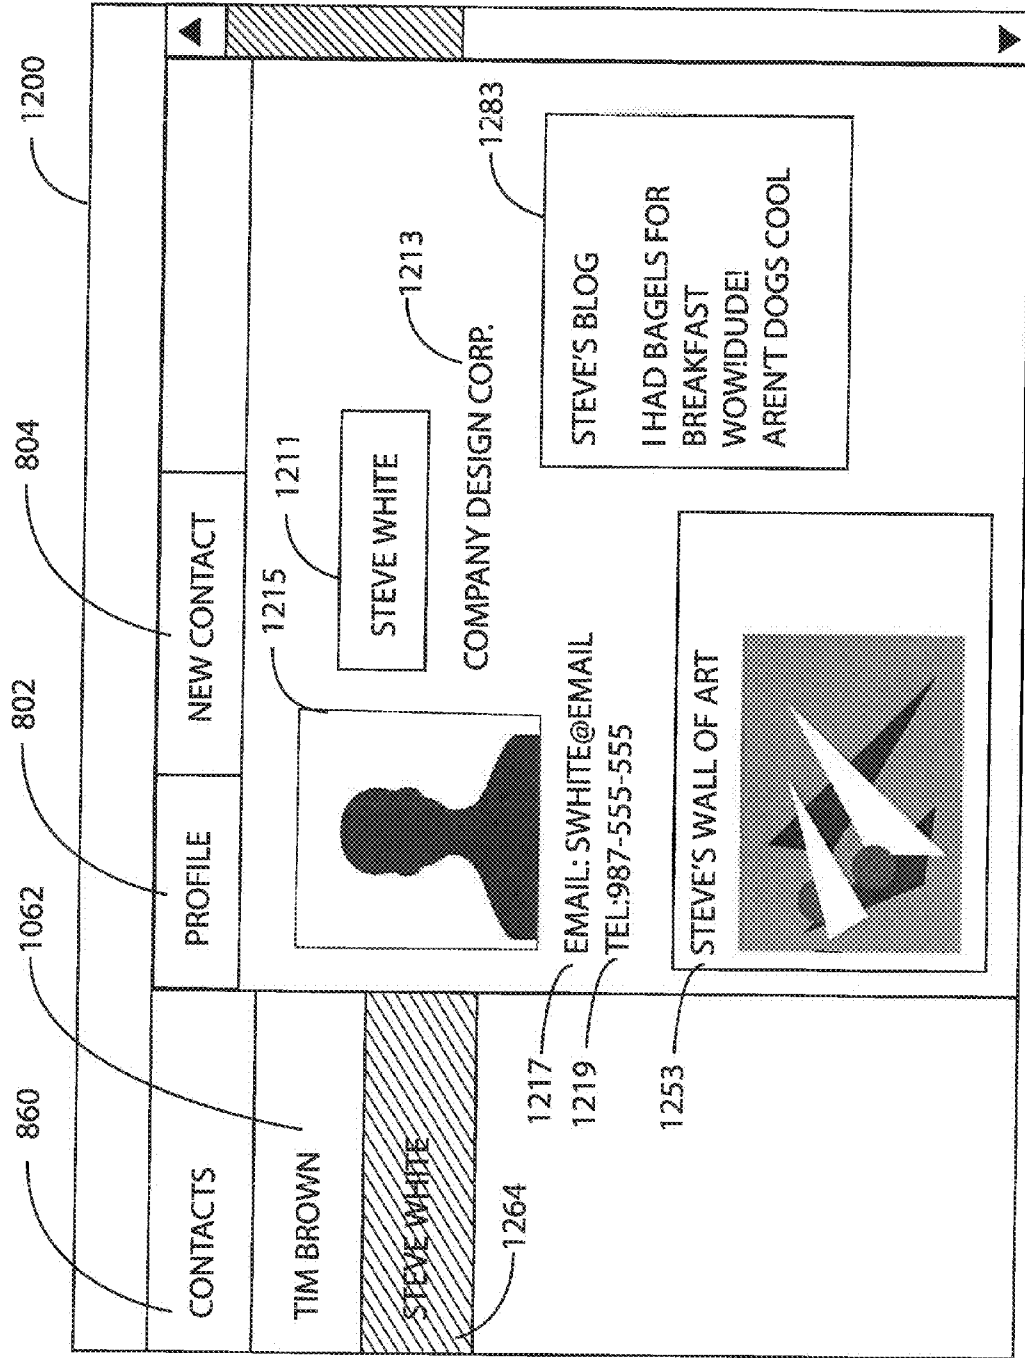 1200
860
1062
802
804
CONTACTS
PROFILE
NEW CONTACT
TIM BROWN
STEVE WHITE
1264
1215
1211
STEVE WHITE
1213
COMPANY DESIGN CORP.
1217
EMAIL: SWHITE@EMAIL
1219
TEL:987-555-555
1283
STEVE'S BLOG
I HAD BAGELS FOR
BREAKFAST
WOW!DUDE!
AREN'T DOGS COOL
1253
STEVE'S WALL OF ART